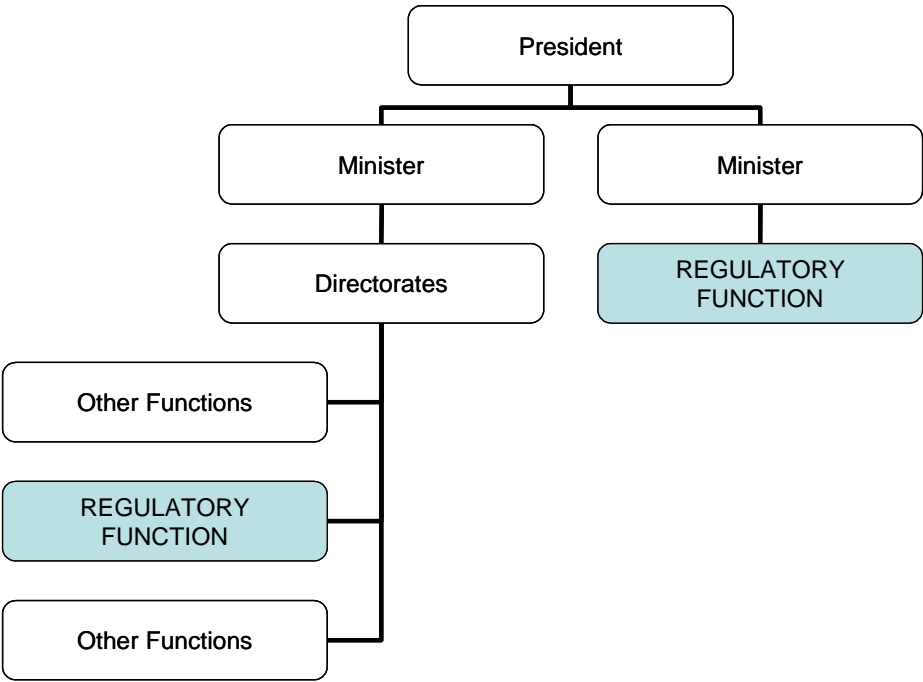 President
Minister
Minister
Directorates
REGULATORY
FUNCTION
Other Functions
REGULATORY
FUNCTION
Other Functions